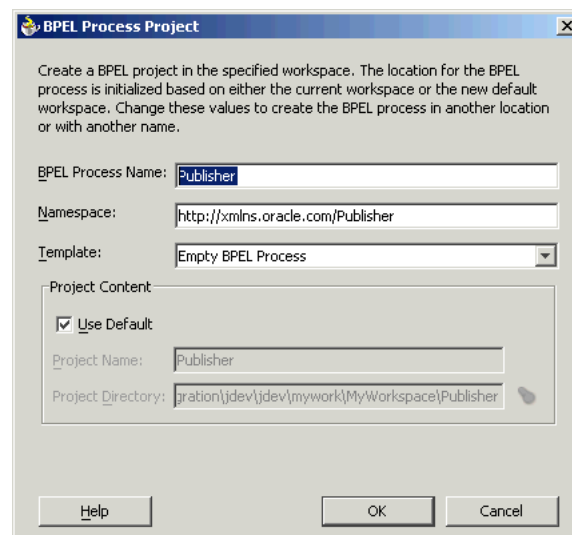 BPEL Process Project
Create a BPEL project in the specified workspace. The location for the BPEL
process is initialized based on either the current workspace or the new default
workspace. Change these values to create the BPEL process in another location
or with another name.
BPEL Process Name: Publisher
Namespace: http://xmlns.oracle.com/Publisher
Template: Empty BPEL Process
Project Content
Use Default
Project Name: Publisher
Project Directory: gration\jdev\jdev\mywork\MyWorkspace\Publisher
Help OK Cancel